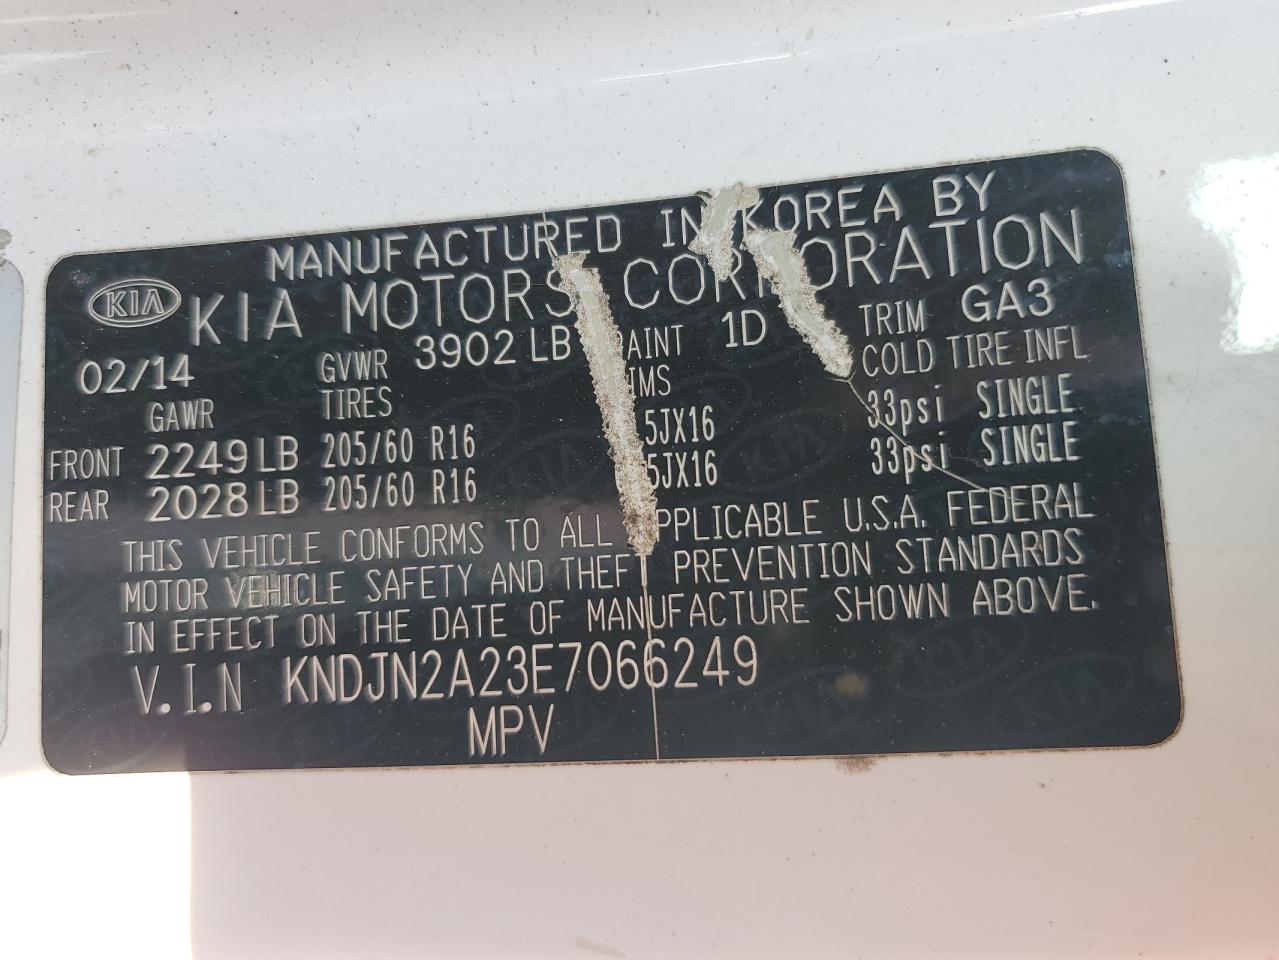 MANUFACTURED IN KOREA BY
KIA KIA MOTORS CORPORATION
02/14 GVWR 3902 LB PAINT 1D TRIM GA3
GAWR TIRES RIMS COLD TIRE INFL
FRONT 2249 LB 205/60 R16 5JX16 33psi SINGLE
REAR 2028 LB 205/60 R16 5JX16 33psi SINGLE
THIS VEHICLE CONFORMS TO ALL APPLICABLE U.S.A. FEDERAL
MOTOR VEHICLE SAFETY AND THEFT PREVENTION STANDARDS
IN EFFECT ON THE DATE OF MANUFACTURE SHOWN ABOVE.
V.I.N KNDJN2A23E7066249
MPV